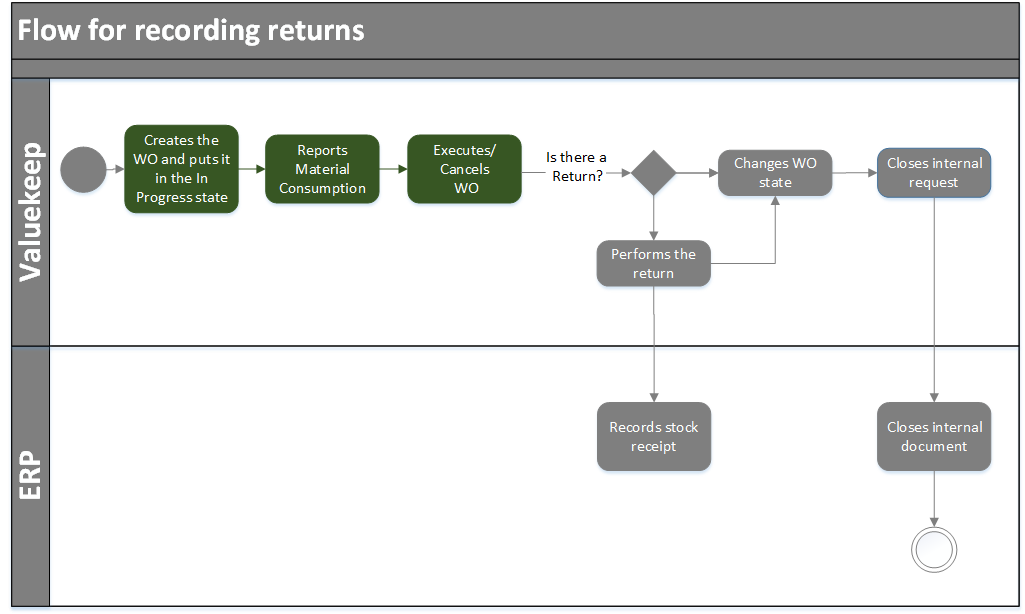 Flow for recording returns
Valuekeep
Creates the
WO and puts it
in the In
Progress state
Reports
Material
Consumption
Executes/
Cancels
WO
Is there a
Return?
Changes WO
state
Closes internal
request
Performs the
return
ERP
Records stock
receipt
Closes internal
document